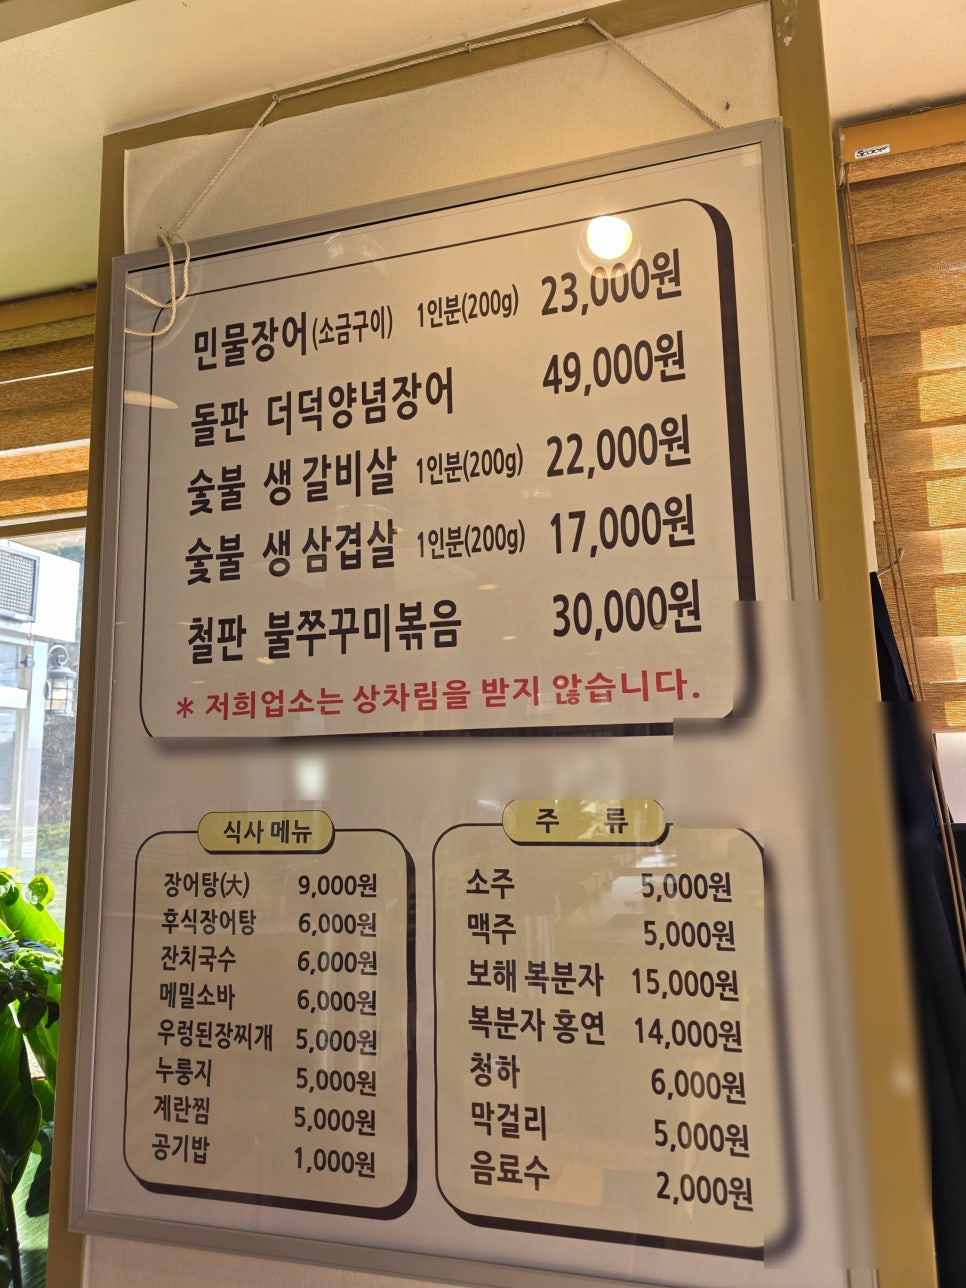 Spacer
민물장어(소금구이) 1인분(200g) 23,000원
돌판 더덕양념장어 49,000원
숯불 생갈비살 1인분(200g) 22,000원
숯불 생삼겹살 1인분(200g) 17,000원
철판 불쭈꾸미볶음 30,000원
* 저희업소는 상차림을 받지 않습니다.
식사 메뉴
장어탕(大) 9,000원
후식장어탕 6,000원
잔치국수 6,000원
메밀소바 6,000원
우렁된장찌개 5,000원
누룽지 5,000원
계란찜 5,000원
공기밥 1,000원
주 류
소주 5,000원
맥주 5,000원
보해 복분자 15,000원
복분자 홍연 14,000원
청하 6,000원
막걸리 5,000원
음료수 2,000원